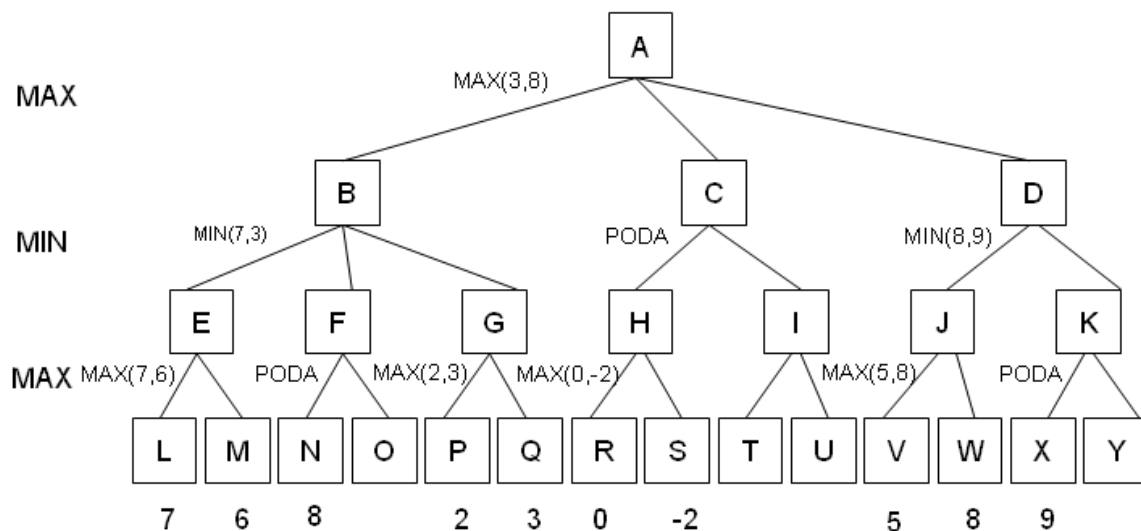 A
MAX(3,8)
MAX
B C D
MIN
MIN(7,3) PODA MIN(8,9)
E F G H I J K
MAX
MAX(7,6) PODA MAX(2,3) MAX(0,-2) MAX(5,8) PODA
L M N O P Q R S T U V W X Y
7 6 8 2 3 0 -2 5 8 9